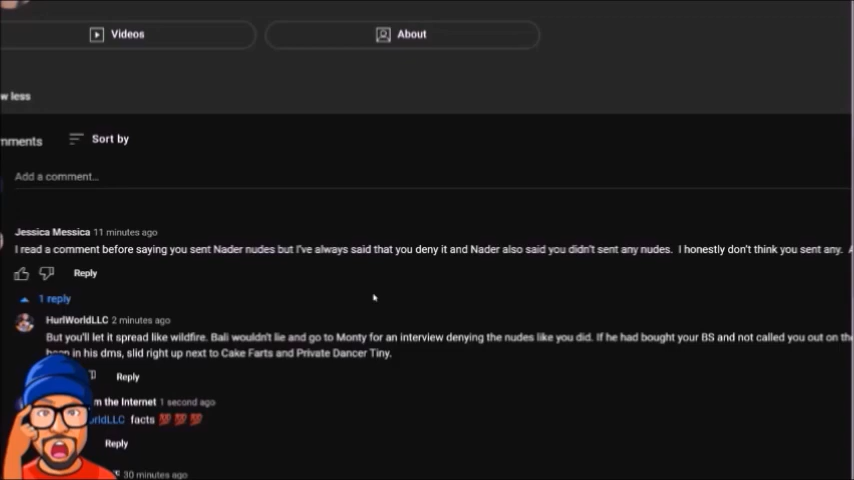 Videos
About
w less
mments
Sort by
Add a comment...
Jessica Messica 11 minutes ago
I read a comment before saying you sent Nader nudes but I've always said that you deny it and Nader also said you didn't sent any nudes. I honestly don't think you sent any. A
Reply
1 reply
HurlWorldLLC 2 minutes ago
But you'll let it spread like wildfire. Bali wouldn't lie and go to Monty for an interview denying the nudes like you did. If he had bought your BS and not called you out on the
been in his dms, slid right up next to Cake Farts and Private Dancer Tiny.
Reply
m the Internet 1 second ago
orldLLC facts 💯 💯 💯
Reply
30 minutes ago